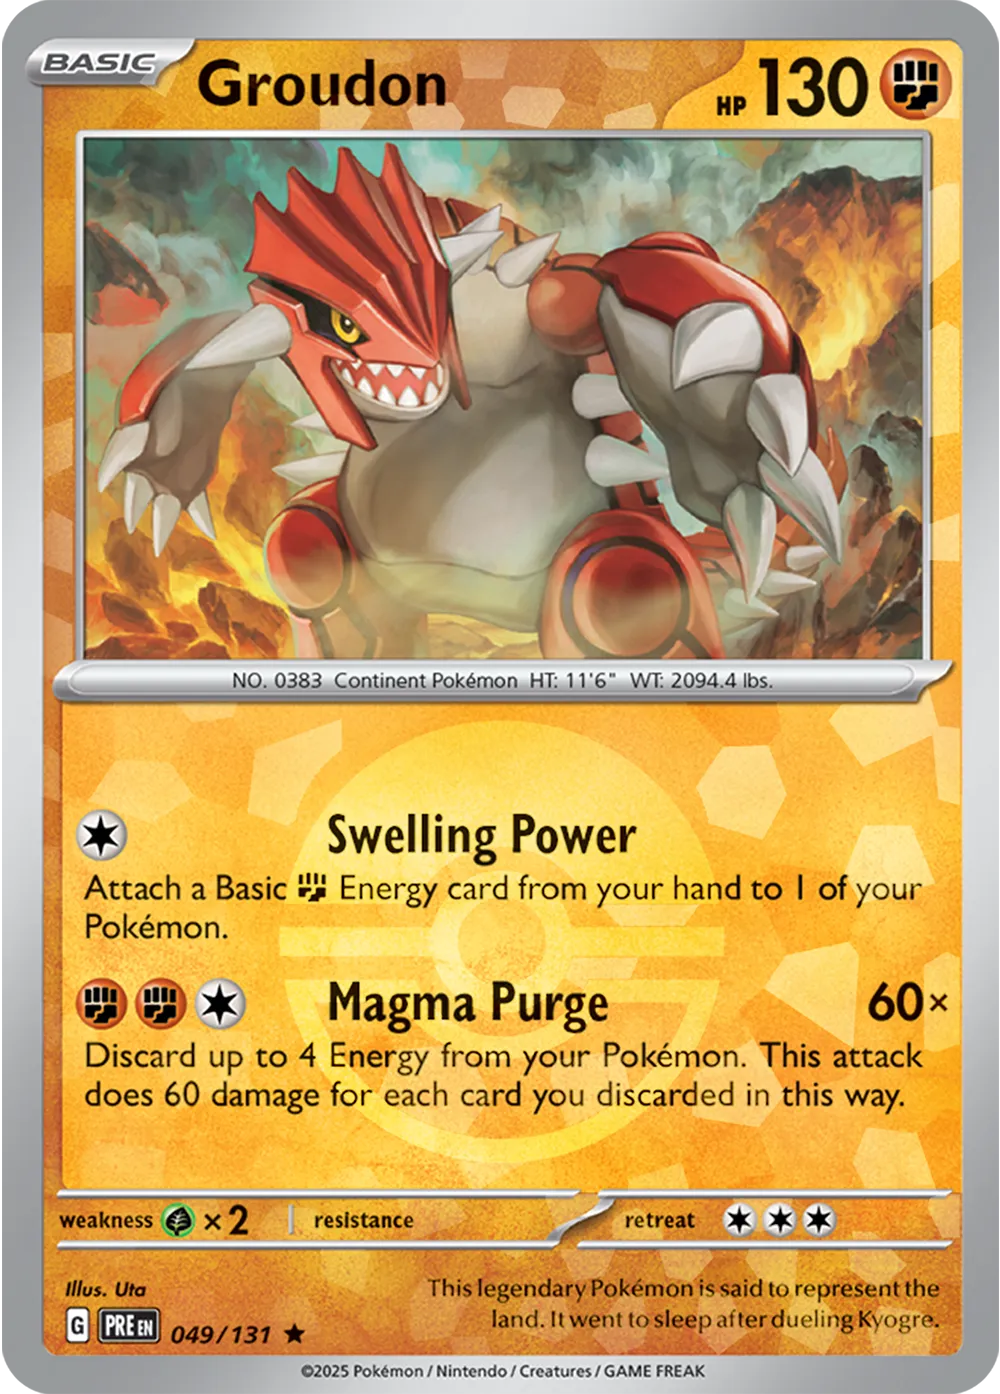 BASIC
Groudon
HP 130
NO. 0383 Continent Pokémon HT: 11'6" WT: 2094.4 lbs.
Swelling Power
Attach a Basic Energy card from your hand to 1 of your
Pokémon.
Magma Purge 60×
Discard up to 4 Energy from your Pokémon. This attack
does 60 damage for each card you discarded in this way.
weakness ×2 resistance retreat
Illus. Uta
This legendary Pokémon is said to represent the
land. It went to sleep after dueling Kyogre.
G PRE EN 049/131 ★
©2025 Pokémon / Nintendo / Creatures / GAME FREAK